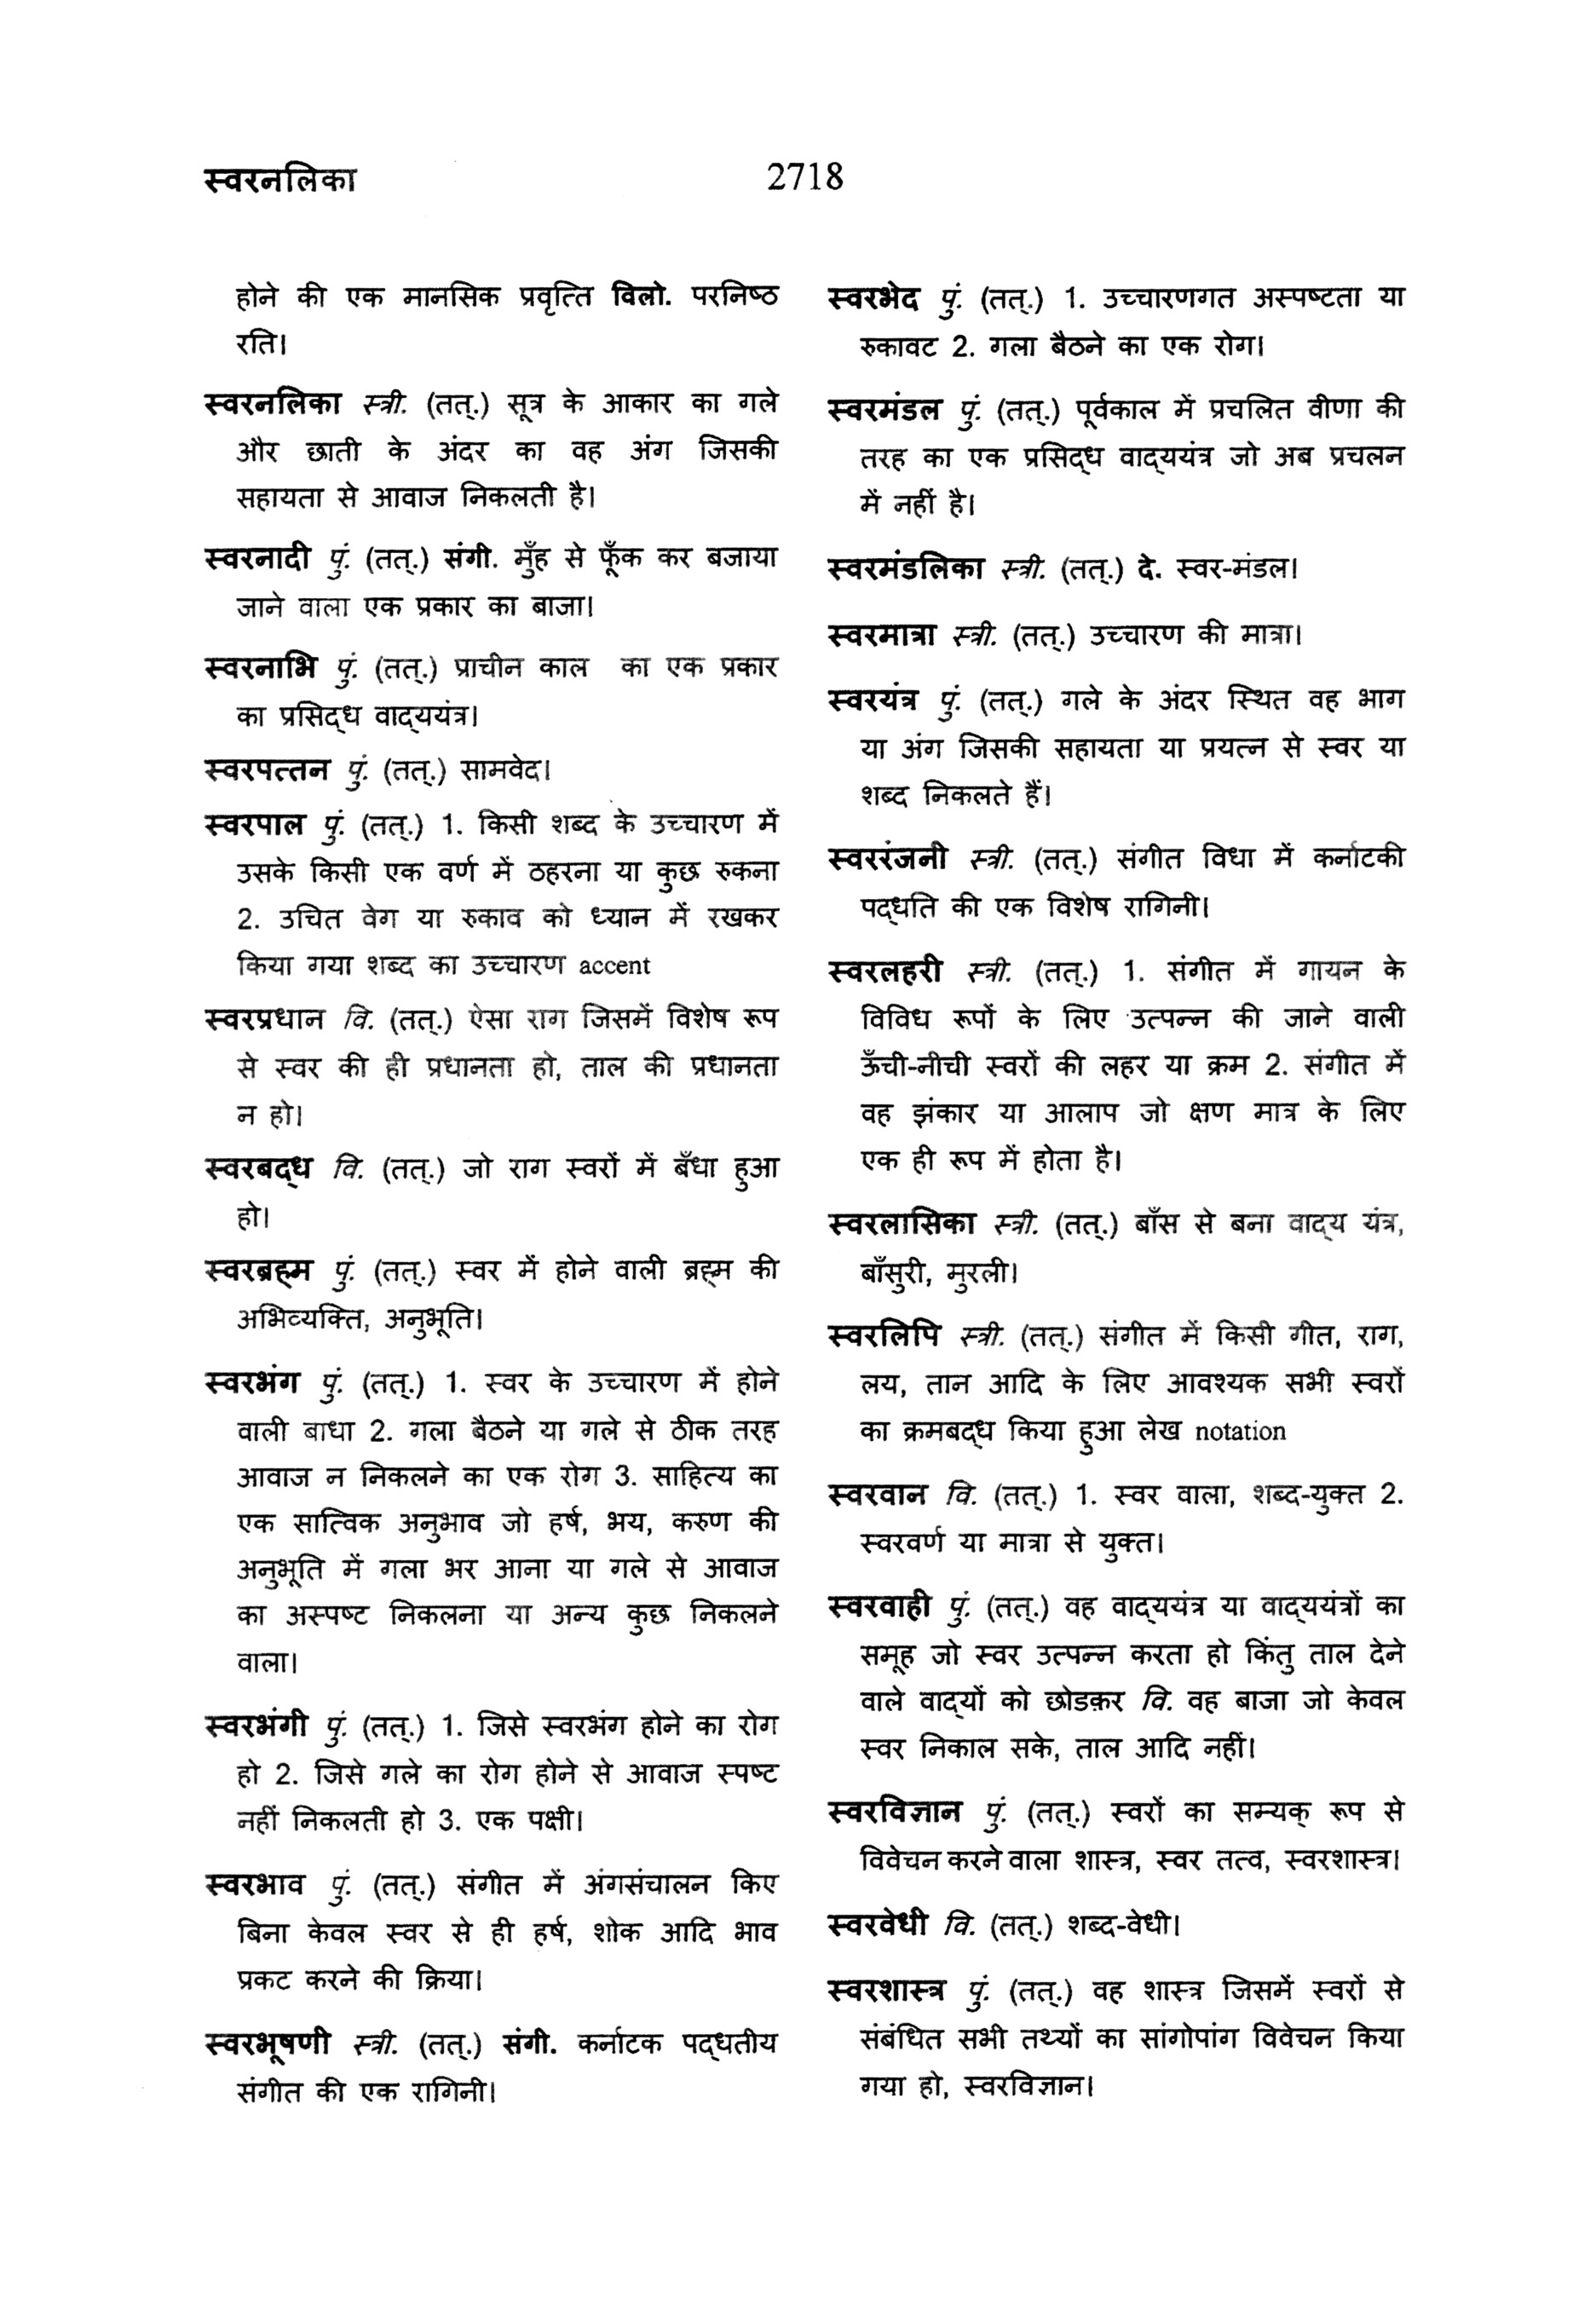 स्वरनलिका
2718
होने की एक मानसिक प्रवृत्ति विलो. परनिष्ठ
रति।
स्वरनलिका स्त्री. (तत्.) सूत्र के आकार का गले
और छाती के अंदर का वह अंग जिसकी
सहायता से आवाज निकलती है।
स्वरनादी पुं. (तत्.) संगी. मुँह से फूँक कर बजाया
जाने वाला एक प्रकार का बाजा।
स्वरनाभि पुं. (तत्.) प्राचीन काल का एक प्रकार
का प्रसिद्ध वाद्ययंत्र।
स्वरपत्तन पुं. (तत्.) सामवेद।
स्वरपाल पुं. (तत्.) 1. किसी शब्द के उच्चारण में
उसके किसी एक वर्ण में ठहरना या कुछ रुकना
2. उचित वेग या रुकाव को ध्यान में रखकर
किया गया शब्द का उच्चारण accent
स्वरप्रधान वि. (तत्.) ऐसा राग जिसमें विशेष रूप
से स्वर की ही प्रधानता हो, ताल की प्रधानता
न हो।
स्वरबद्ध वि. (तत्.) जो राग स्वरों में बँधा हुआ
हो।
स्वरब्रह्म पुं. (तत्.) स्वर में होने वाली ब्रह्म की
अभिव्यक्ति, अनुभूति।
स्वरभंग पुं. (तत्.) 1. स्वर के उच्चारण में होने
वाली बाधा 2. गला बैठने या गले से ठीक तरह
आवाज न निकलने का एक रोग 3. साहित्य का
एक सात्विक अनुभाव जो हर्ष, भय, करुण की
अनुभूति में गला भर आना या गले से आवाज
का अस्पष्ट निकलना या अन्य कुछ निकलने
वाला।
स्वरभंगी पुं. (तत्.) 1. जिसे स्वरभंग होने का रोग
हो 2. जिसे गले का रोग होने से आवाज स्पष्ट
नहीं निकलती हो 3. एक पक्षी।
स्वरभाव पुं. (तत्.) संगीत में अंगसंचालन किए
बिना केवल स्वर से ही हर्ष, शोक आदि भाव
प्रकट करने की क्रिया।
स्वरभूषणी स्त्री. (तत्.) संगी. कर्नाटक पद्धतीय
संगीत की एक रागिनी।
स्वरभेद पुं. (तत्.) 1. उच्चारणगत अस्पष्टता या
रुकावट 2. गला बैठने का एक रोग।
स्वरमंडल पुं. (तत्.) पूर्वकाल में प्रचलित वीणा की
तरह का एक प्रसिद्ध वाद्ययंत्र जो अब प्रचलन
में नहीं है।
स्वरमंडलिका स्त्री. (तत्.) दे. स्वर-मंडल।
स्वरमात्रा स्त्री. (तत्.) उच्चारण की मात्रा।
स्वरयंत्र पुं. (तत्.) गले के अंदर स्थित वह भाग
या अंग जिसकी सहायता या प्रयत्न से स्वर या
शब्द निकलते हैं।
स्वररंजनी स्त्री. (तत्.) संगीत विधा में कर्नाटकी
पद्धति की एक विशेष रागिनी।
स्वरलहरी स्त्री. (तत्.) 1. संगीत में गायन के
विविध रूपों के लिए उत्पन्न की जाने वाली
ऊँची-नीची स्वरों की लहर या क्रम 2. संगीत में
वह झंकार या आलाप जो क्षण मात्र के लिए
एक ही रूप में होता है।
स्वरलासिका स्त्री. (तत्.) बाँस से बना वाद्य यंत्र,
बाँसुरी, मुरली।
स्वरलिपि स्त्री. (तत्.) संगीत में किसी गीत, राग,
लय, तान आदि के लिए आवश्यक सभी स्वरों
का क्रमबद्ध किया हुआ लेख notation
स्वरवान वि. (तत्.) 1. स्वर वाला, शब्द-युक्त 2.
स्वरवर्ण या मात्रा से युक्त।
स्वरवाही पुं. (तत्.) वह वाद्ययंत्र या वाद्ययंत्रों का
समूह जो स्वर उत्पन्न करता हो किंतु ताल देने
वाले वाद्यों को छोडक़र वि. वह बाजा जो केवल
स्वर निकाल सके, ताल आदि नहीं।
स्वरविज्ञान पुं. (तत्.) स्वरों का सम्यक् रूप से
विवेचन करने वाला शास्त्र, स्वर तत्व, स्वरशास्त्र।
स्वरवेधी वि. (तत्.) शब्द-वेधी।
स्वरशास्त्र पुं. (तत्.) वह शास्त्र जिसमें स्वरों से
संबंधित सभी तथ्यों का सांगोपांग विवेचन किया
गया हो, स्वरविज्ञान।